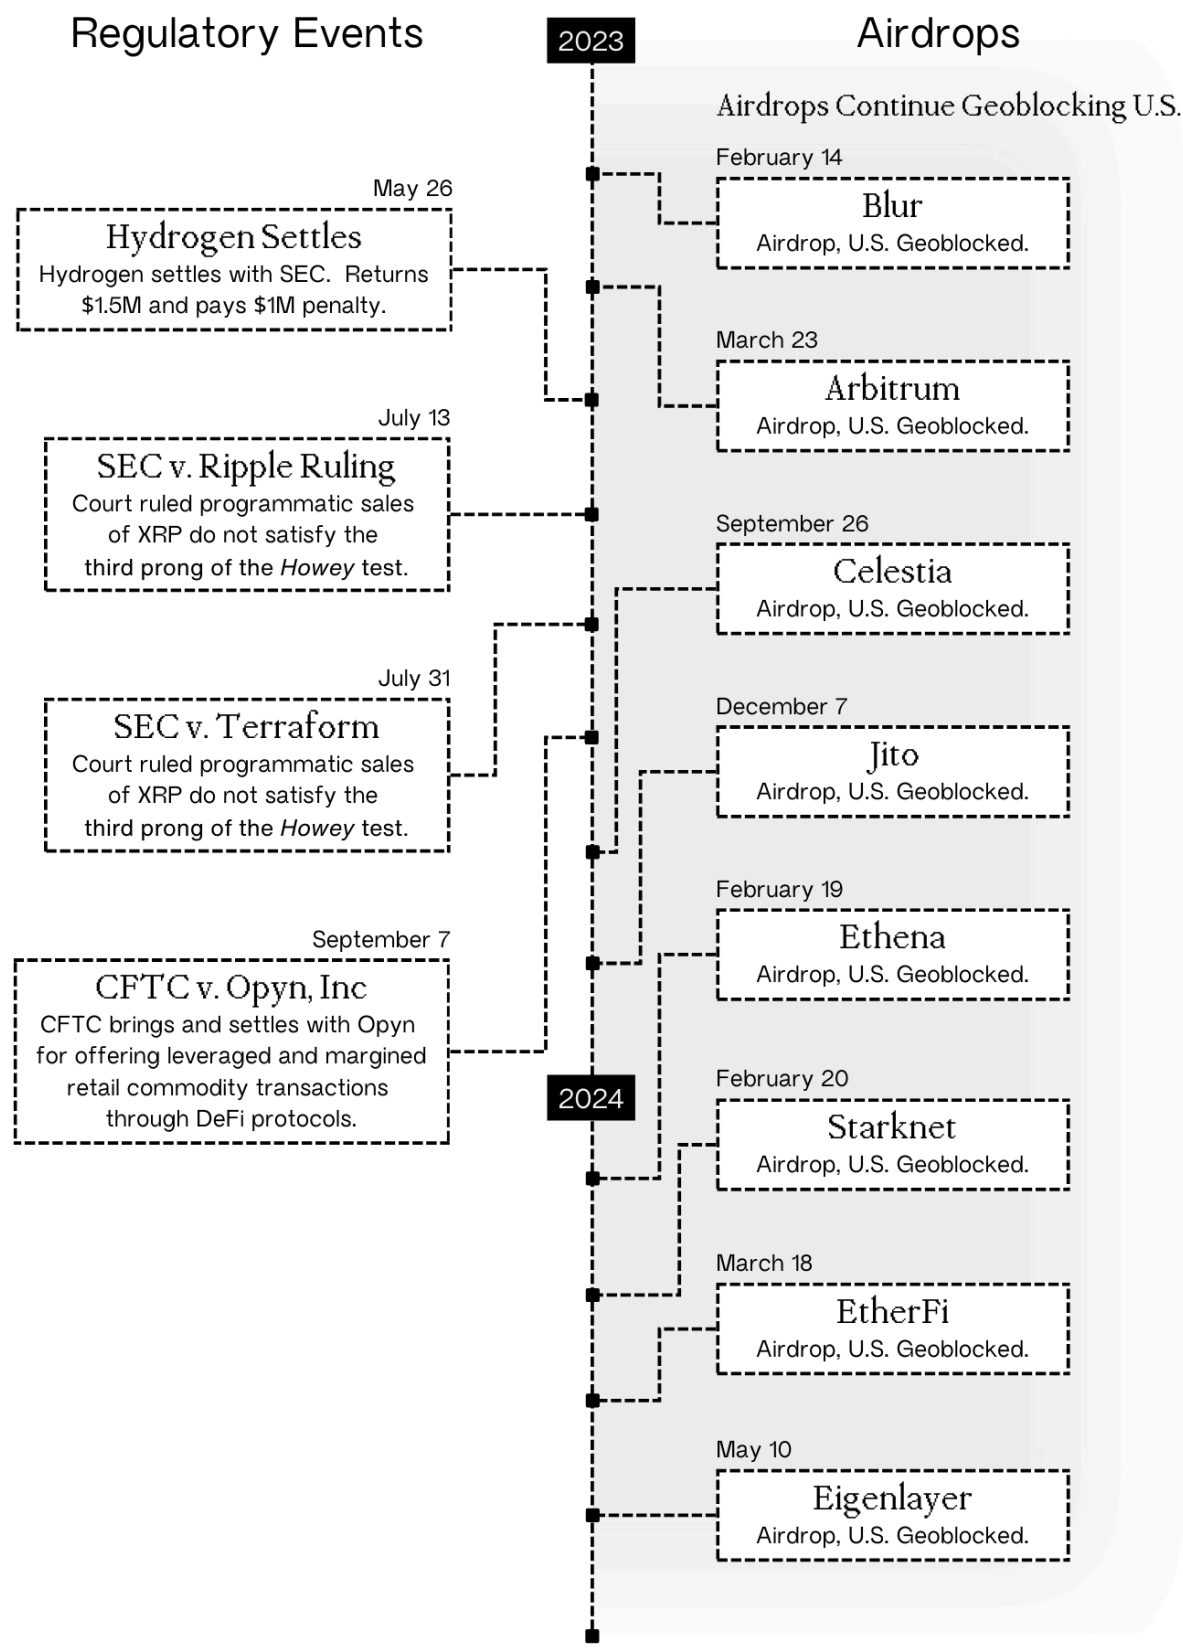 Regulatory Events
2023
Airdrops
Airdrops Continue Geoblocking U.S.
February 14
Blur
Airdrop, U.S. Geoblocked.
May 26
Hydrogen Settles
Hydrogen settles with SEC. Returns
$1.5M and pays $1M penalty.
March 23
Arbitrum
Airdrop, U.S. Geoblocked.
July 13
SEC v. Ripple Ruling
Court ruled programmatic sales
of XRP do not satisfy the
third prong of the Howey test.
September 26
Celestia
Airdrop, U.S. Geoblocked.
July 31
SEC v. Terraform
Court ruled programmatic sales
of XRP do not satisfy the
third prong of the Howey test.
December 7
Jito
Airdrop, U.S. Geoblocked.
February 19
Ethena
Airdrop, U.S. Geoblocked.
September 7
CFTC v. Opyn, Inc
CFTC brings and settles with Opyn
for offering leveraged and margined
retail commodity transactions
through DeFi protocols.
2024
February 20
Starknet
Airdrop, U.S. Geoblocked.
March 18
EtherFi
Airdrop, U.S. Geoblocked.
May 10
Eigenlayer
Airdrop, U.S. Geoblocked.